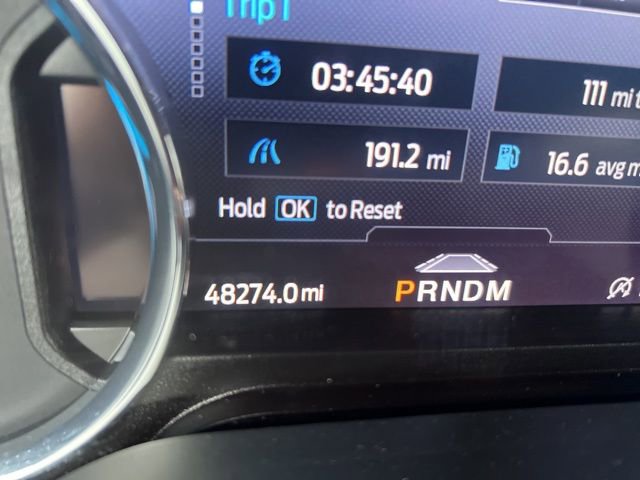 Trip 1
03:45:40
111 mi t
191.2 mi
16.6 avg m
Hold OK to Reset
48274.0 mi
PRNDM